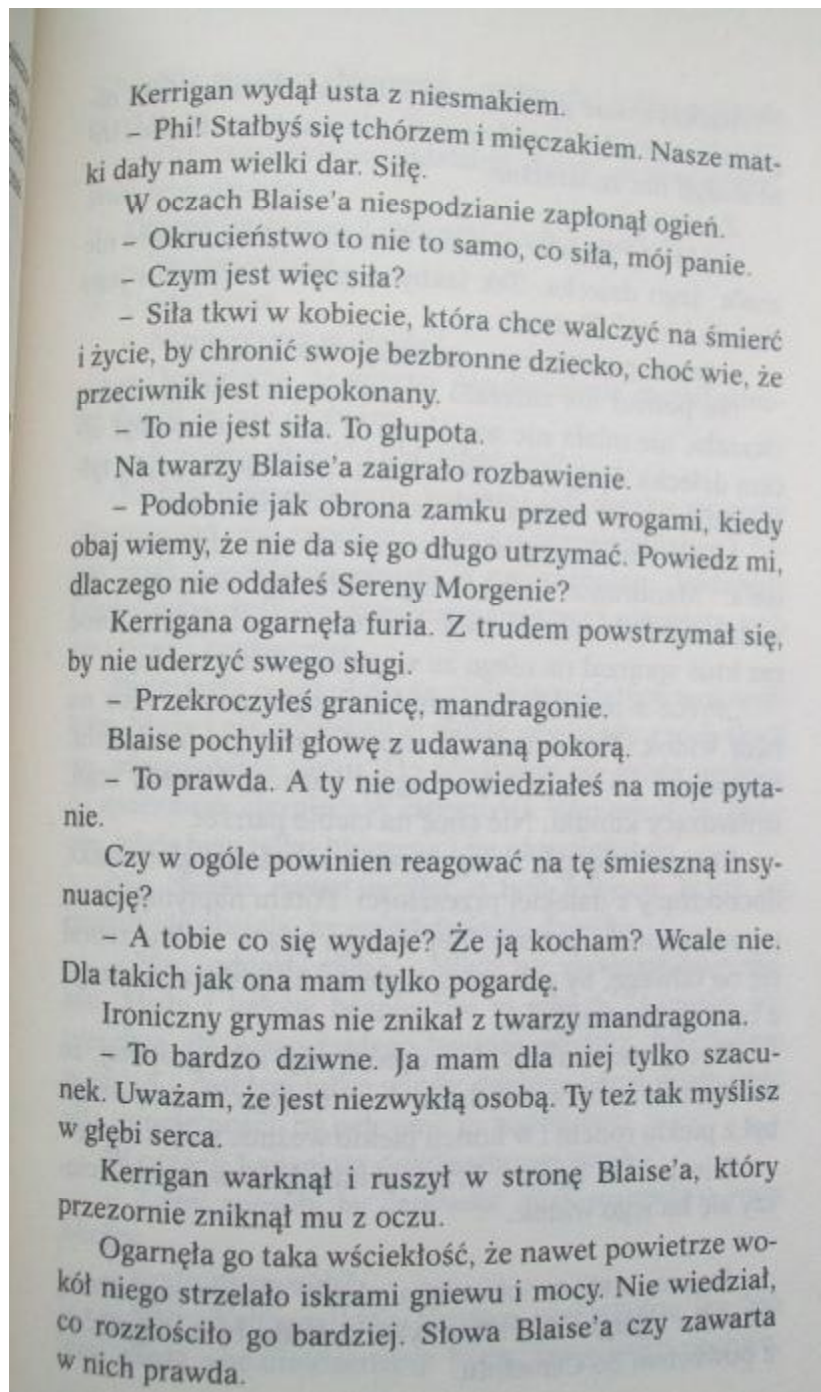 Kerrigan wydął usta z niesmakiem.
– Phi! Stałbyś się tchórzem i mięczakiem. Nasze mat-
ki dały nam wielki dar. Siłę.
W oczach Blaise'a niespodzianie zapłonął ogień.
– Okrucieństwo to nie to samo, co siła, mój panie.
– Czym jest więc siła?
– Siła tkwi w kobiecie, która chce walczyć na śmierć
i życie, by chronić swoje bezbronne dziecko, choć wie, że
przeciwnik jest niepokonany.
– To nie jest siła. To głupota.
Na twarzy Blaise'a zaigrało rozbawienie.
– Podobnie jak obrona zamku przed wrogami, kiedy
obaj wiemy, że nie da się go długo utrzymać. Powiedz mi,
dlaczego nie oddałeś Sereny Morgenie?
Kerrigana ogarnęła furia. Z trudem powstrzymał się,
by nie uderzyć swego sługi.
– Przekroczyłeś granicę, mandragonie.
Blaise pochylił głowę z udawaną pokorą.
– To prawda. A ty nie odpowiedziałeś na moje pyta-
nie.
Czy w ogóle powinien reagować na tę śmieszną insy-
nuację?
– A tobie co się wydaje? Że ją kocham? Wcale nie.
Dla takich jak ona mam tylko pogardę.
Ironiczny grymas nie znikał z twarzy mandragona.
– To bardzo dziwne. Ja mam dla niej tylko szacu-
nek. Uważam, że jest niezwykłą osobą. Ty też tak myślisz
w głębi serca.
Kerrigan warknął i ruszył w stronę Blaise'a, który
przezornie zniknął mu z oczu.
Ogarnęła go taka wściekłość, że nawet powietrze wo-
kół niego strzelało iskrami gniewu i mocy. Nie wiedział,
co rozzłościło go bardziej. Słowa Blaise'a czy zawarta
w nich prawda.